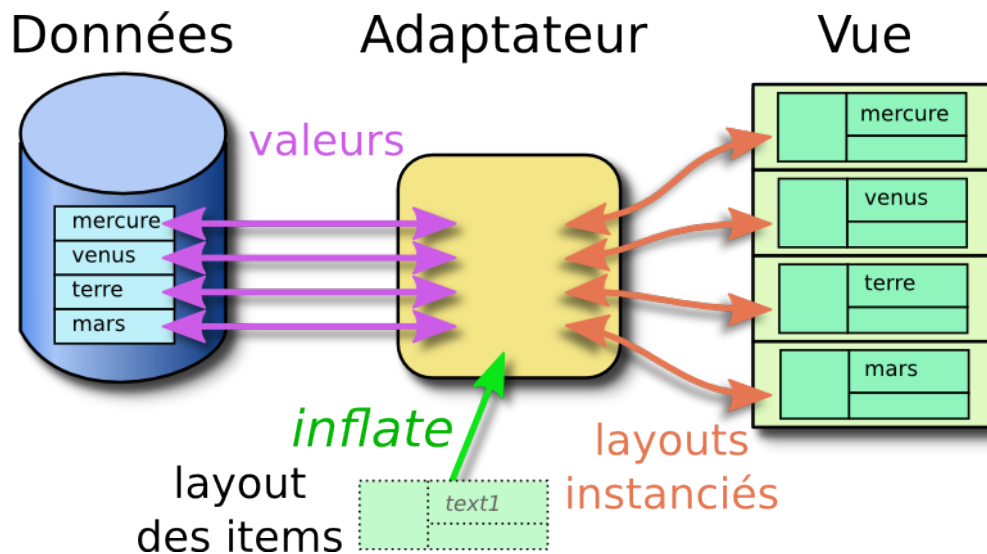 Données
Adaptateur
Vue
valeurs
mercure
venus
terre
mars
mercure
venus
terre
mars
inflate
layout
des items
text1
layouts
instanciés